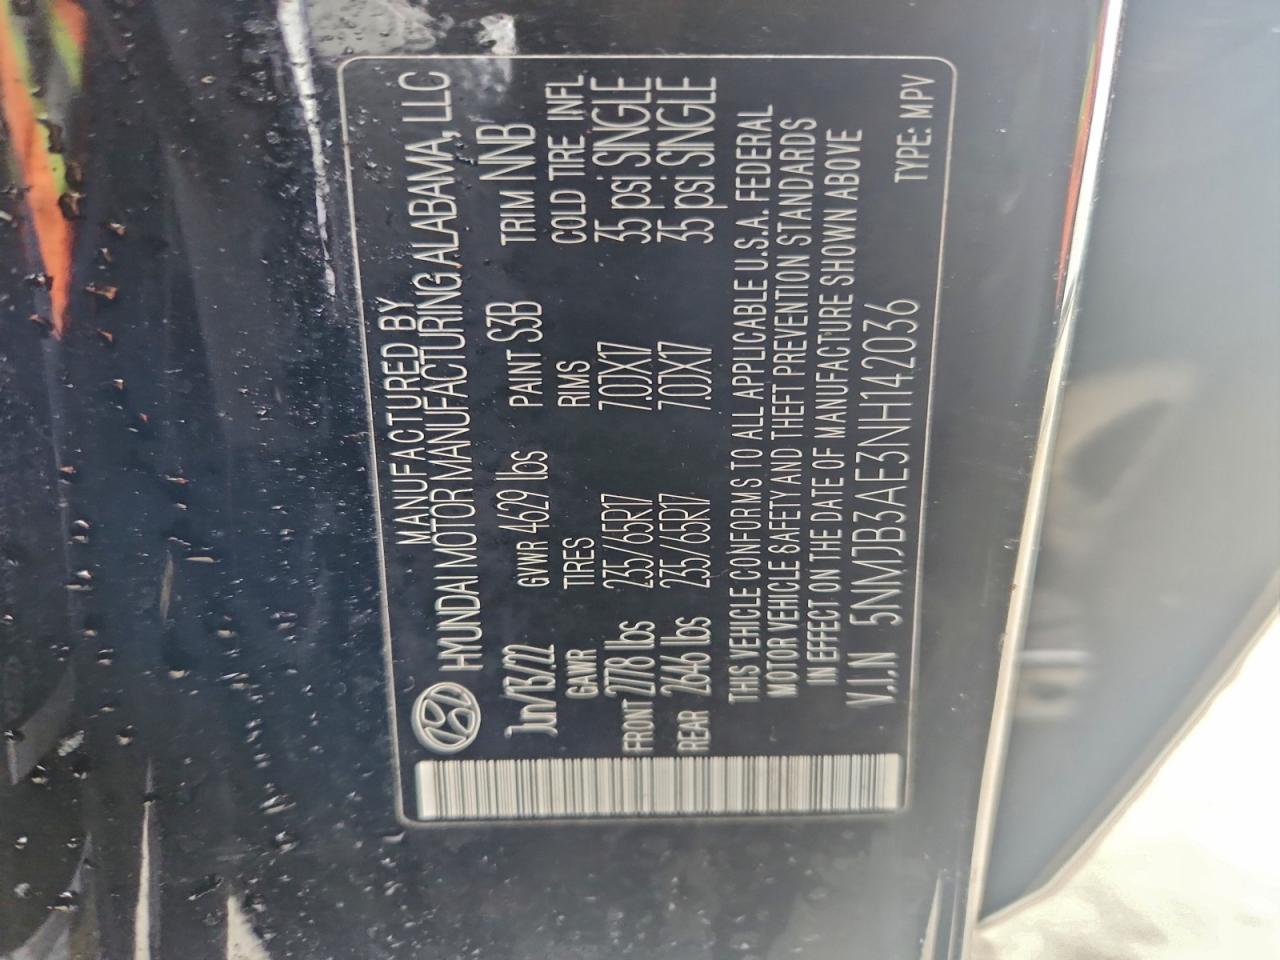 MANUFACTURED BY
HYUNDAI MOTOR MANUFACTURING ALABAMA, LLC
Jun/13/22 GVWR 4629 lbs PAINT S3B TRIM NNB
GAWR TIRES RIMS COLD TIRE INFL.
FRONT 2778 lbs 235/65R17 7.0JX17 35 psi SINGLE
REAR 2646 lbs 235/65R17 7.0JX17 35 psi SINGLE
THIS VEHICLE CONFORMS TO ALL APPLICABLE U.S.A. FEDERAL
MOTOR VEHICLE SAFETY AND THEFT PREVENTION STANDARDS
IN EFFECT ON THE DATE OF MANUFACTURE SHOWN ABOVE
V.I.N 5NMJB3AE3NH142036 TYPE: MPV